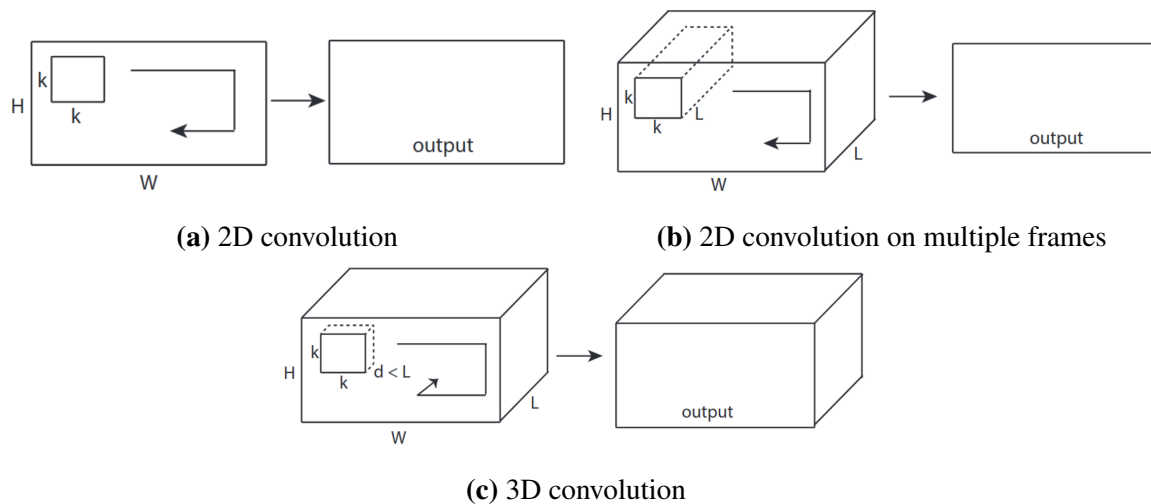 k
k
H
W
output
(a) 2D convolution
k
k
L
H
W
L
output
(b) 2D convolution on multiple frames
k
k
d < L
H
W
L
output
(c) 3D convolution